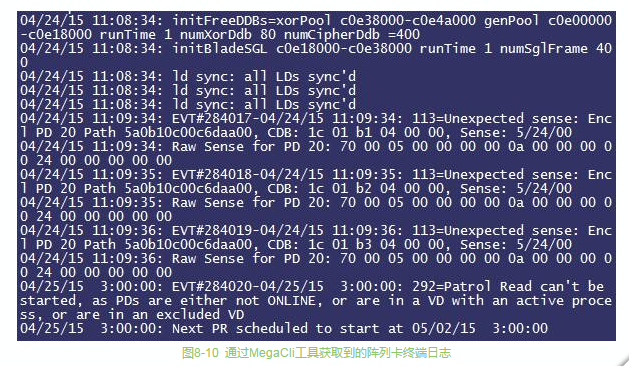 04/24/15 11:08:34: initFreeDDBs=xorPool c0e38000-c0e4a000 genPool c0e00000
-c0e18000 runTime 1 numXorDdb 80 numCipherDdb =400
04/24/15 11:08:34: initBladeSGL c0e18000-c0e38000 runTime 1 numSglFrame 40
0
04/24/15 11:08:34: ld sync: all LDs sync'd
04/24/15 11:08:34: ld sync: all LDs sync'd
04/24/15 11:08:34: ld sync: all LDs sync'd
04/24/15 11:09:34: EVT#284017-04/24/15 11:09:34: 113=Unexpected sense: Enc
l PD 20 Path 5a0b10c00c6daa00, CDB: 1c 01 b1 04 00 00, Sense: 5/24/00
04/24/15 11:09:34: Raw Sense for PD 20: 70 00 05 00 00 00 00 0a 00 00 00 0
0 24 00 00 00 00 00
04/24/15 11:09:35: EVT#284018-04/24/15 11:09:35: 113=Unexpected sense: Enc
l PD 20 Path 5a0b10c00c6daa00, CDB: 1c 01 b2 04 00 00, Sense: 5/24/00
04/24/15 11:09:35: Raw Sense for PD 20: 70 00 05 00 00 00 00 0a 00 00 00 0
0 24 00 00 00 00 00
04/24/15 11:09:36: EVT#284019-04/24/15 11:09:36: 113=Unexpected sense: Enc
l PD 20 Path 5a0b10c00c6daa00, CDB: 1c 01 b3 04 00 00, Sense: 5/24/00
04/24/15 11:09:36: Raw Sense for PD 20: 70 00 05 00 00 00 00 0a 00 00 00 0
0 24 00 00 00 00 00
04/25/15  3:00:00: EVT#284020-04/25/15  3:00:00: 292=Patrol Read can't be
started, as PDs are either not ONLINE, or are in a VD with an active proce
ss, or are in an excluded VD
04/25/15  3:00:00: Next PR scheduled to start at 05/02/15  3:00:00
图8-10 通过MegaCli工具获取到的阵列卡终端日志